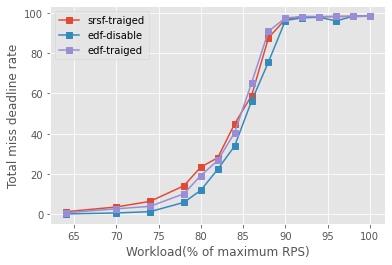 srsf-traiged
edf-disable
edf-traiged
Total miss deadline rate
100
80
60
40
20
0
65 70 75 80 85 90 95 100
Workload(% of maximum RPS)